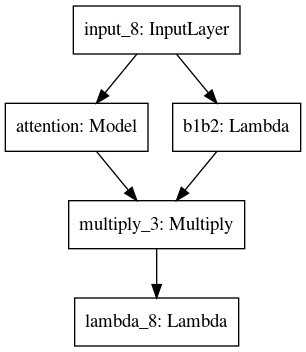 input_8: InputLayer
attention: Model
b1b2: Lambda
multiply_3: Multiply
lambda_8: Lambda